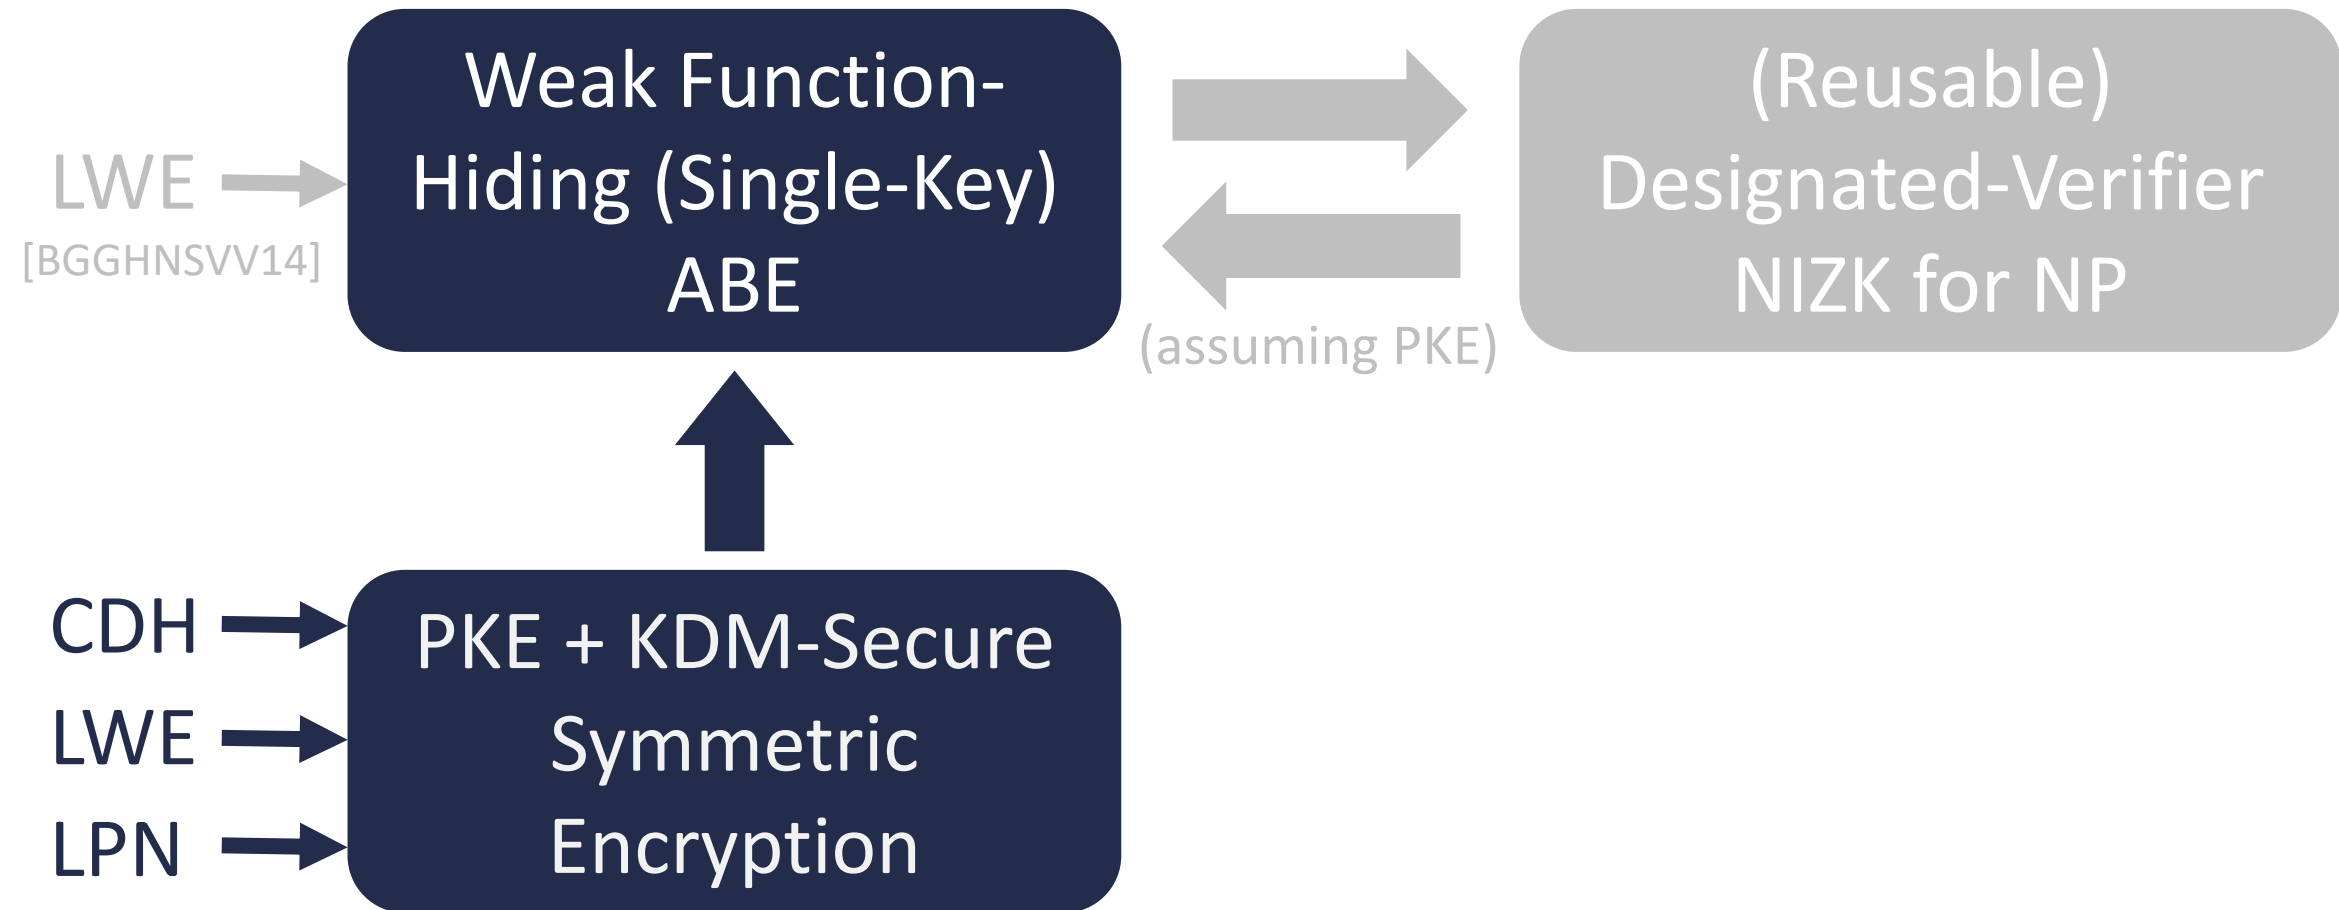 Weak Function-
Hiding (Single-Key)
ABE
LWE
[BGGHNSVV14]
(assuming PKE)
(Reusable)
Designated-Verifier
NIZK for NP
CDH
LWE
LPN
PKE + KDM-Secure
Symmetric
Encryption